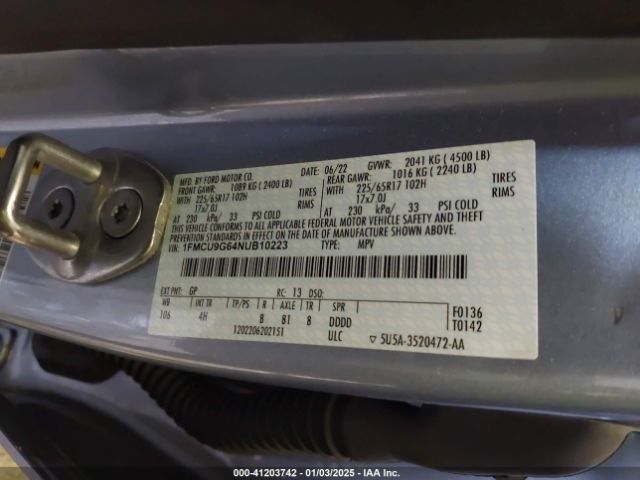 MFD. BY FORD MOTOR CO.
06/22 GVWR: 2041 KG ( 4500 LB)
FRONT GAWR: 1089 KG ( 2400 LB)
REAR GAWR: 1016 KG ( 2240 LB)
WITH 225/65R17 102H TIRES
WITH 225/65R17 102H TIRES
17x7.0J RIMS
17x7.0J RIMS
AT 230 kPa/ 33 PSI COLD
AT 230 kPa/ 33 PSI COLD
THIS VEHICLE CONFORMS TO ALL APPLICABLE FEDERAL MOTOR VEHICLE SAFETY AND BUMPER
STANDARDS IN EFFECT ON THE DATE OF MANUFACTURE SHOWN ABOVE.
VIN: 1FMCU9G64NUB10223 TYPE: MPV
EXT PNT: GP RC: 13 DSO:
WB INT TR TP/PS R AXLE TR SPR
106 4H B B1 8 DDDD
1202206202151 ULC
F0136
T0142
5U5A-3520472-AA
000-41203742 - 01/03/2025 - IAA Inc.